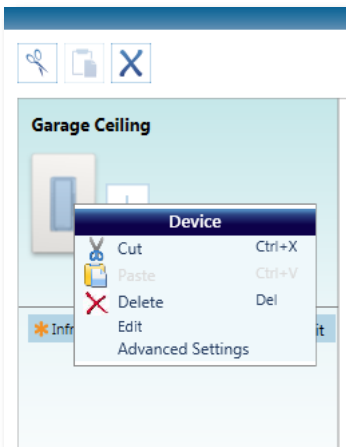 Garage Ceiling
Device
Cut Ctrl+X
Paste Ctrl+V
Delete Del
Edit
Advanced Settings